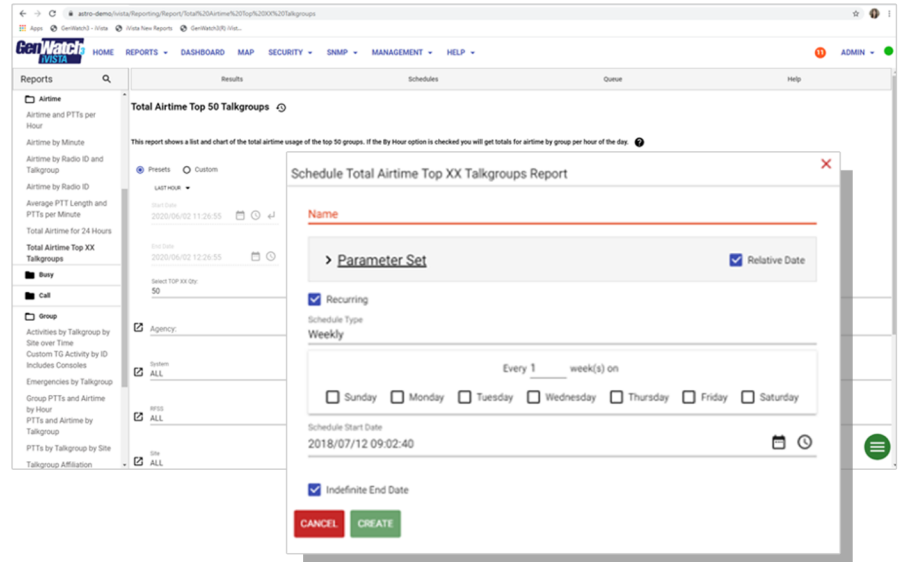 astro-demo/ivista/Reporting/Report/Total%20Airtime%20Top%20XX%20Talkgroups
Apps GenWatch3 - iVista iVista New Reports GenWatch3(R) iVist...
GenWatch3 iVISTA
HOME REPORTS DASHBOARD MAP SECURITY SNMP MANAGEMENT HELP 11 ADMIN
Reports
Results Schedules Queue Help
Airtime
Airtime and PTTs per
Hour
Airtime by Minute
Airtime by Radio ID and
Talkgroup
Airtime by Radio ID
Average PTT Length and
PTTs per Minute
Total Airtime for 24 Hours
Total Airtime Top XX
Talkgroups
Busy
Call
Group
Activities by Talkgroup by
Site over Time
Custom TG Activity by ID
Includes Consoles
Emergencies by Talkgroup
Group PTTs and Airtime
by Hour
PTTs and Airtime by
Talkgroup
PTTs by Talkgroup by Site
Talkgroup Affiliation
Total Airtime Top 50 Talkgroups
This report shows a list and chart of the total airtime usage of the top 50 groups. If the By Hour option is checked you will get totals for airtime by group per hour of the day. ?
Presets Custom
LAST HOUR
Start Date
2020/06/02 11:26:55
End Date
2020/06/02 12:26:55
Select TOP XX Qty:
50
Agency:
System
ALL
RFSS
ALL
Site
ALL
Schedule Total Airtime Top XX Talkgroups Report
Name
Parameter Set
Relative Date
Recurring
Schedule Type
Weekly
Every 1 week(s) on
Sunday Monday Tuesday Wednesday Thursday Friday Saturday
Schedule Start Date
2018/07/12 09:02:40
Indefinite End Date
CANCEL CREATE